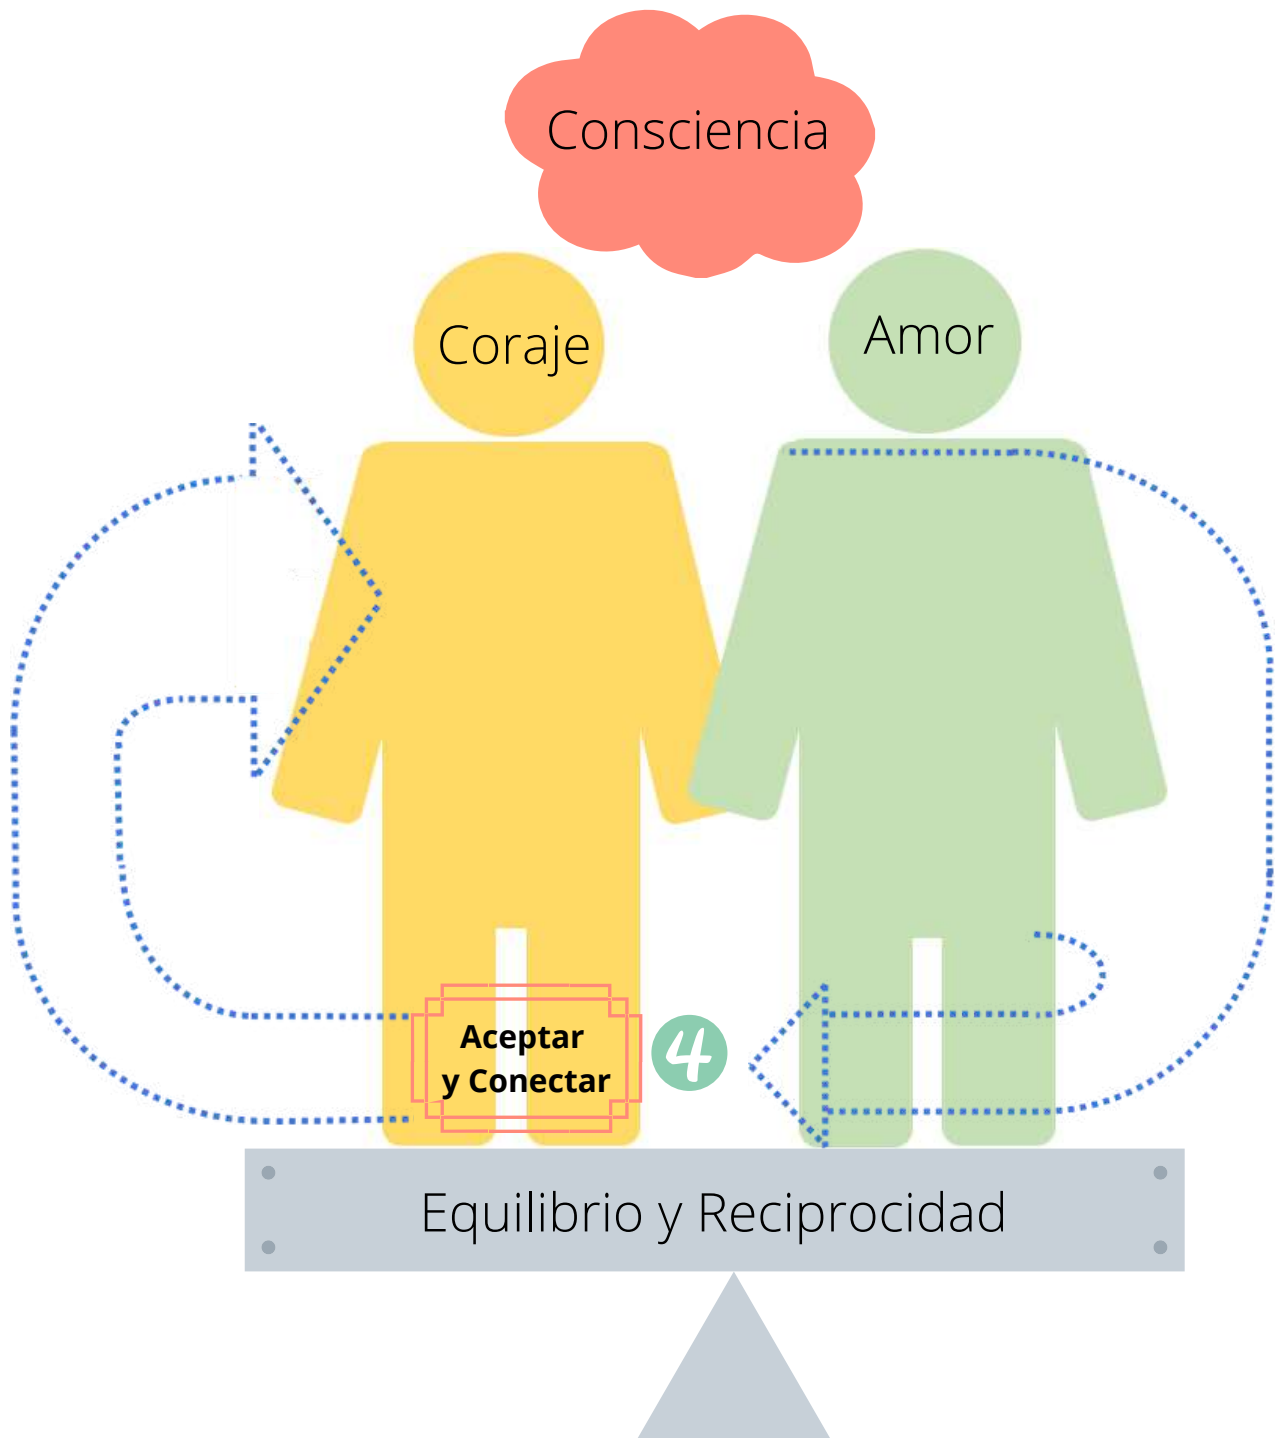 Consciencia
Coraje
Amor
Aceptar
y Conectar
4
Equilibrio y Reciprocidad